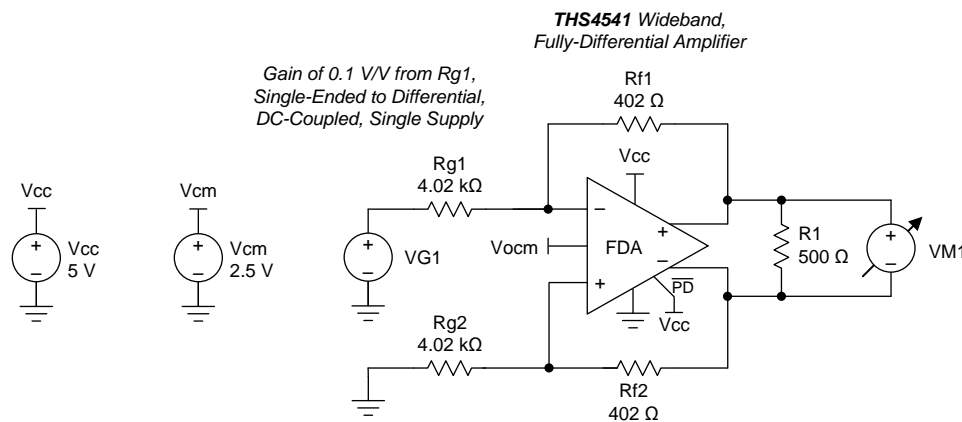 THS4541 Wideband,
Fully-Differential Amplifier
Gain of 0.1 V/V from Rg1,
Single-Ended to Differential,
DC-Coupled, Single Supply
Rf1
402 Ω
Vcc
Rg1
4.02 kΩ
Vcc
Vcm
Vcc
5 V
Vcm
2.5 V
VG1
Vocm
FDA
R1
500 Ω
VM1
PD
Vcc
Rg2
4.02 kΩ
Rf2
402 Ω